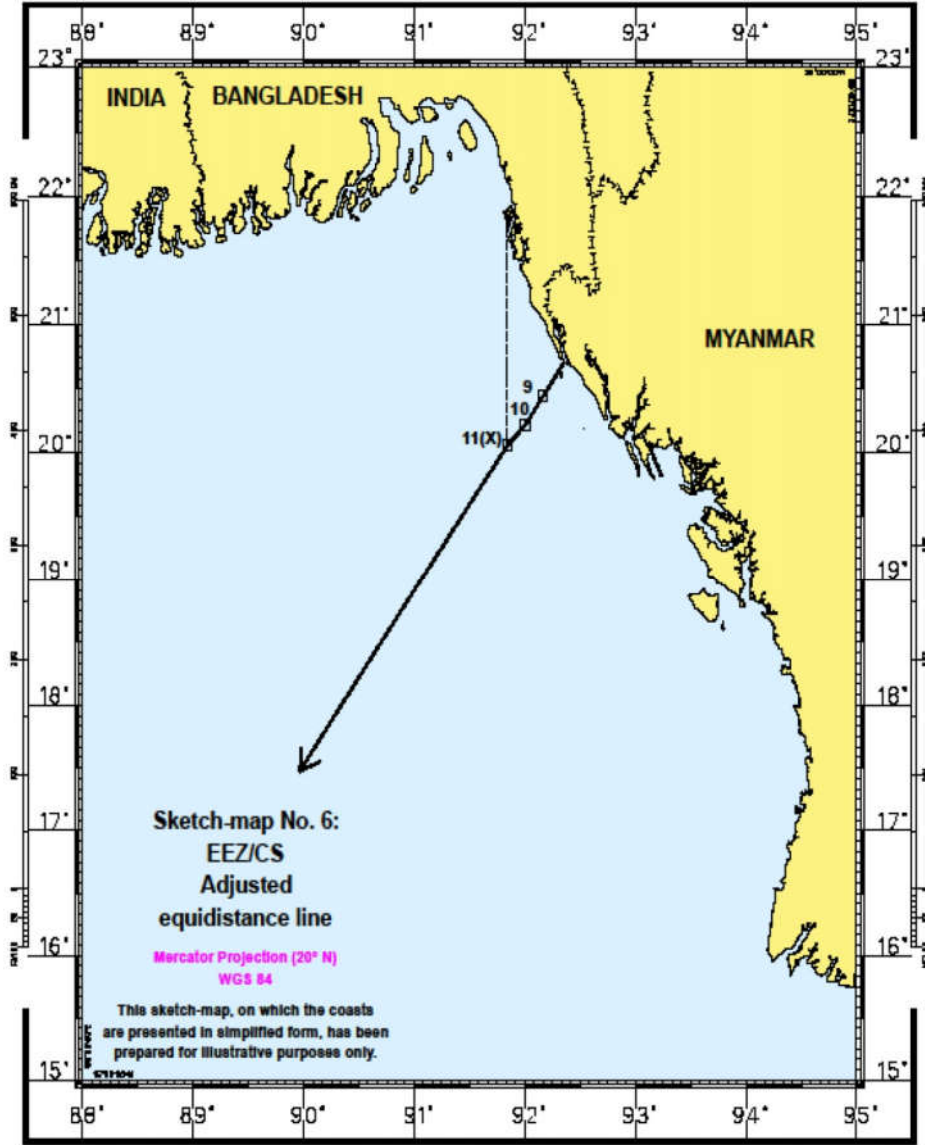 88° 89° 90° 91° 92° 93° 94° 95°
23° 23°
INDIA BANGLADESH
22° 22°
21° 21°
MYANMAR
9
10
11(X)
20° 20°
19° 19°
18° 18°
Sketch-map No. 6:
17° 17°
EEZ/CS
Adjusted
equidistance line
16° 16°
Mercator Projection (20° N)
WGS 84
This sketch-map, on which the coasts
are presented in simplified form, has been
prepared for illustrative purposes only.
15° 15°
88° 89° 90° 91° 92° 93° 94° 95°